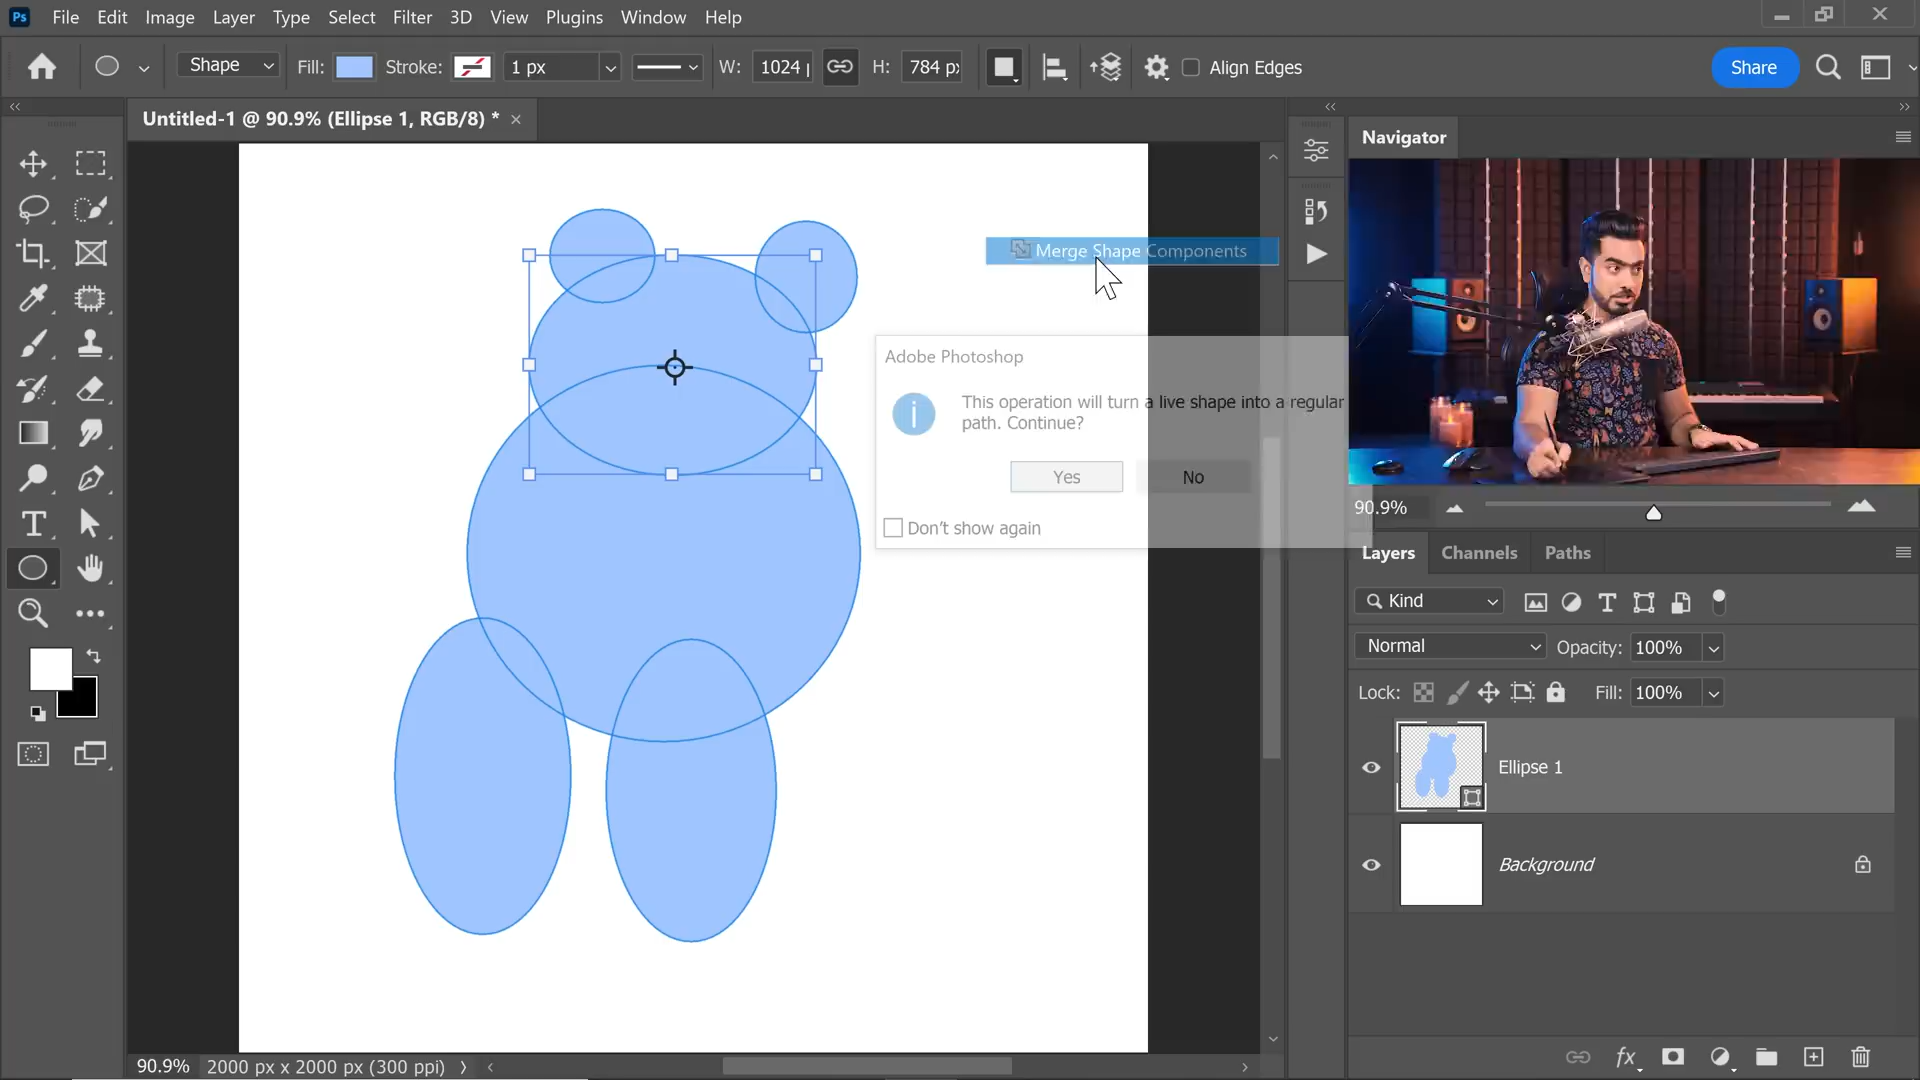 Ps File Edit Image Layer Type Select Filter 3D View Plugins Window Help
Shape Fill: Stroke: 1 px W: 1024 H: 784 px Align Edges Share
Untitled-1 @ 90.9% (Ellipse 1, RGB/8) *
Navigator
Merge Shape Components
Adobe Photoshop
This operation will turn a live shape into a regular
path. Continue?
Yes No
Don't show again
90.9%
Layers Channels Paths
Kind
Normal Opacity: 100%
Lock: Fill: 100%
Ellipse 1
Background
90.9% 2000 px x 2000 px (300 ppi)
fx